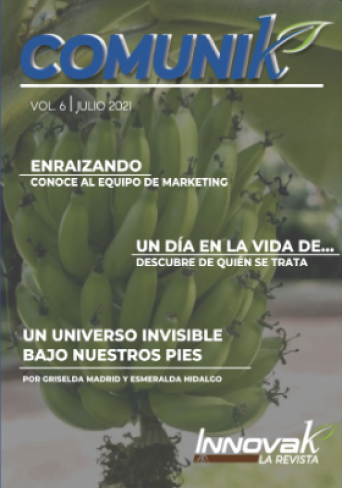 COMUNIK
VOL. 6 | JULIO 2021
ENRAIZANDO
CONOCE AL EQUIPO DE MARKETING
UN DÍA EN LA VIDA DE...
DESCUBRE DE QUIÉN SE TRATA
UN UNIVERSO INVISIBLE
BAJO NUESTROS PIES
POR GRISELDA MADRID Y ESMERALDA HIDALGO
INNOVAK
LA REVISTA